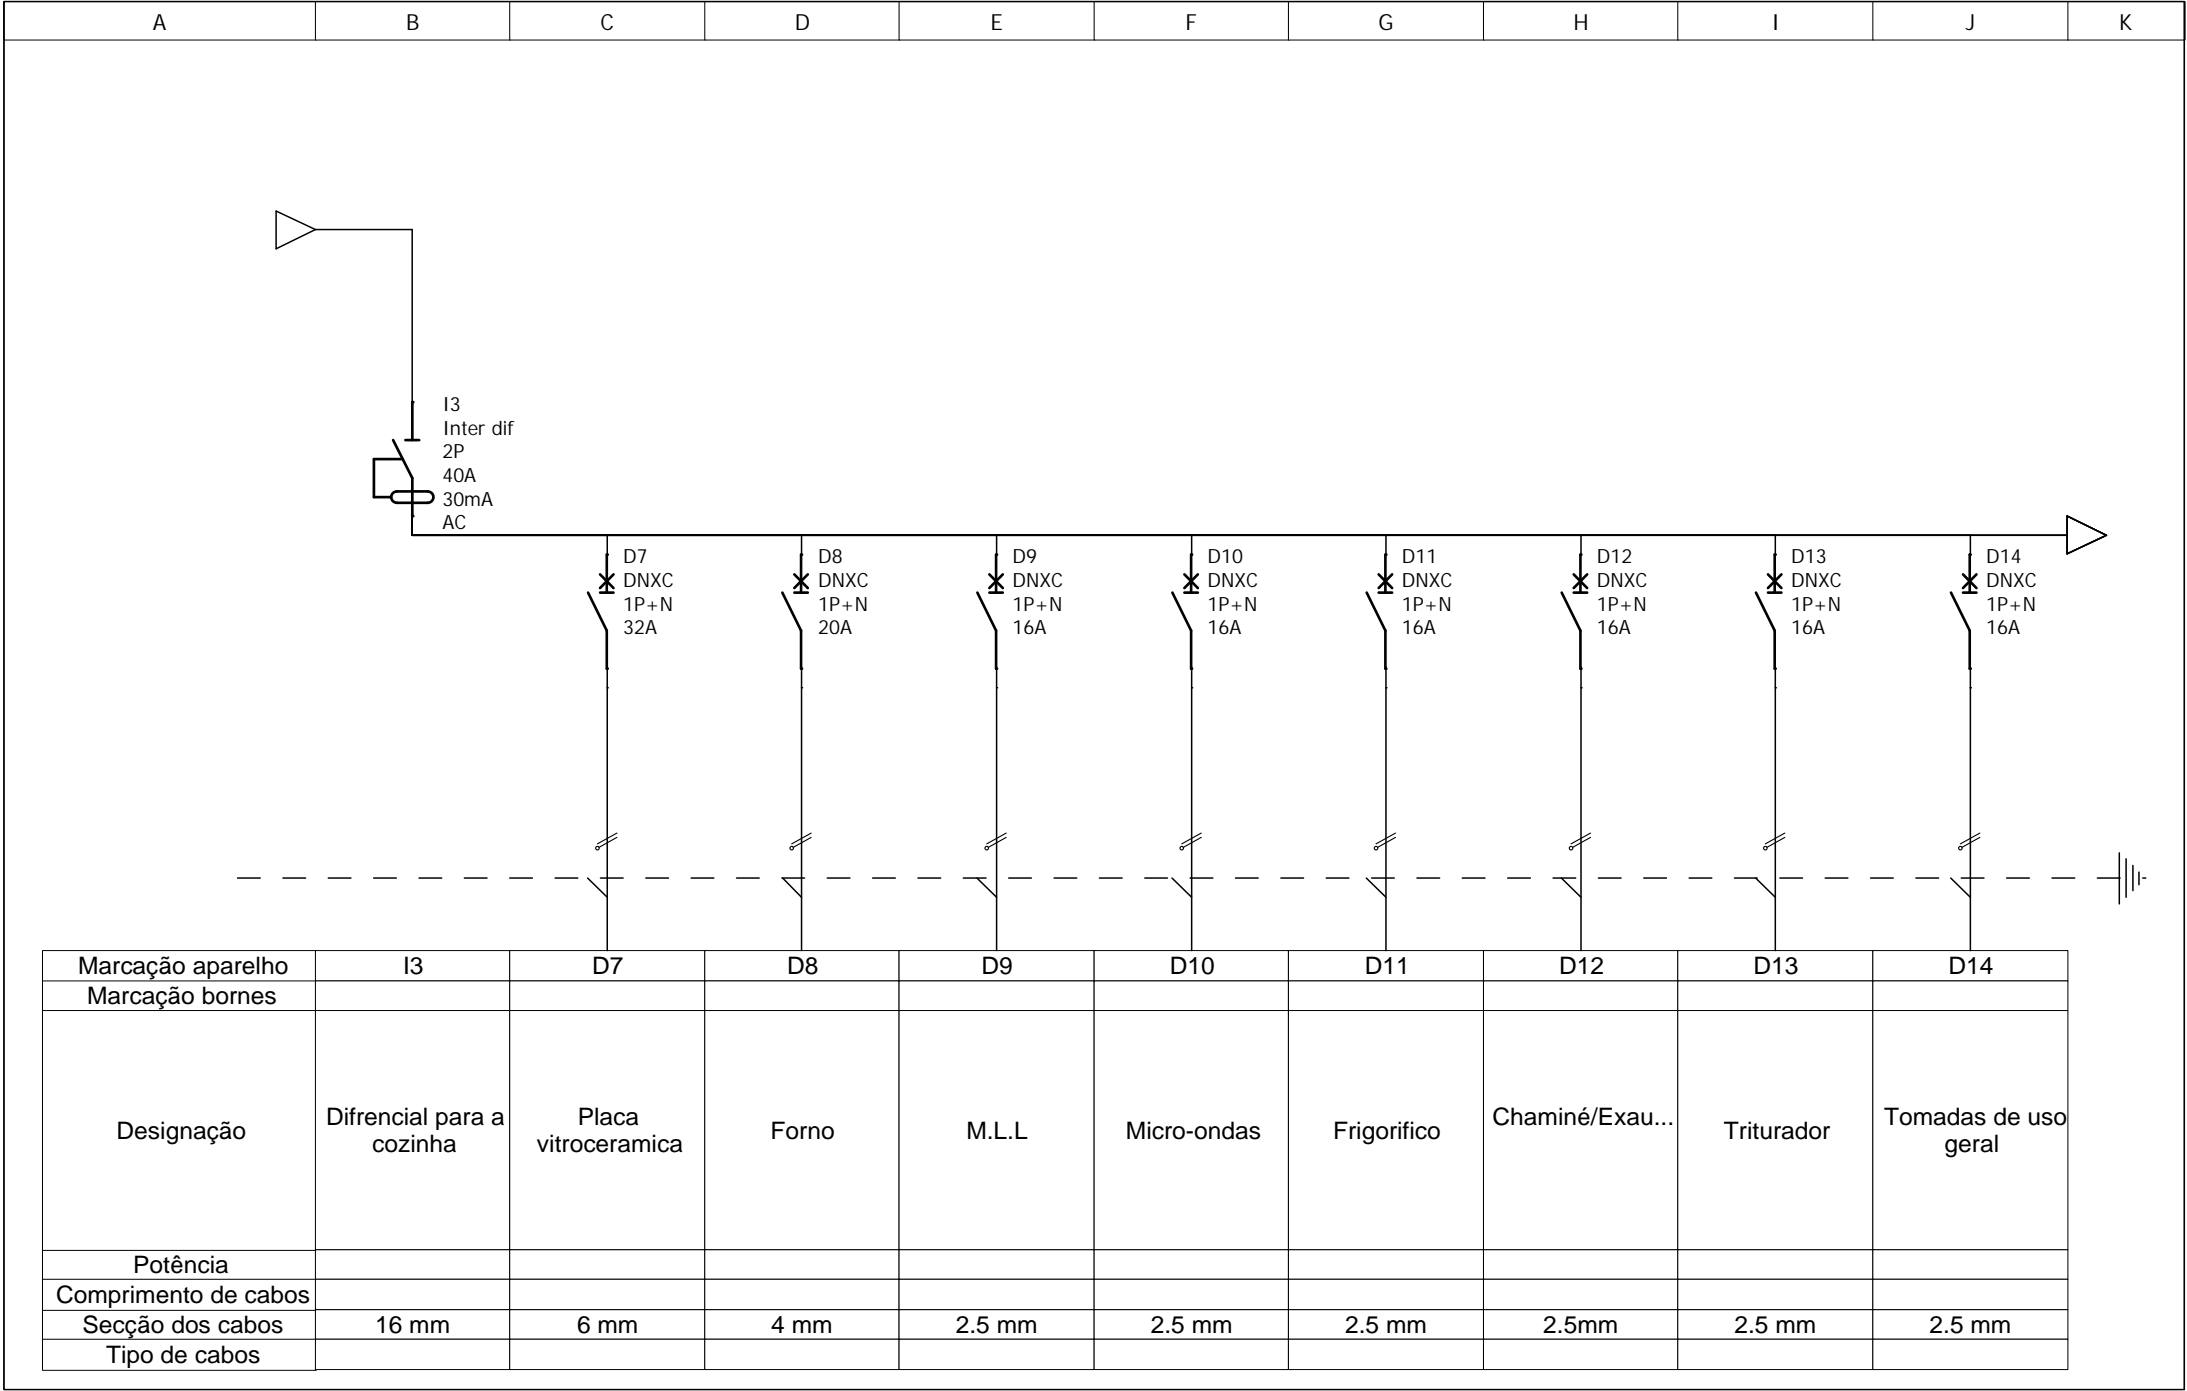 A B C D E F G H I J K
I3
Inter dif
2P
40A
30mA
AC
D7
DNXC
1P+N
32A
D8
DNXC
1P+N
20A
D9
DNXC
1P+N
16A
D10
DNXC
1P+N
16A
D11
DNXC
1P+N
16A
D12
DNXC
1P+N
16A
D13
DNXC
1P+N
16A
D14
DNXC
1P+N
16A
Marcação aparelho I3 D7 D8 D9 D10 D11 D12 D13 D14
Marcação bornes
Designação
Difrencial para a
cozinha
Placa
vitroceramica
Forno
M.L.L
Micro-ondas
Frigorifico
Chaminé/Exau...
Triturador
Tomadas de uso
geral
Potência
Comprimento de cabos
Secção dos cabos 16 mm 6 mm 4 mm 2.5 mm 2.5 mm 2.5 mm 2.5mm 2.5 mm 2.5 mm
Tipo de cabos